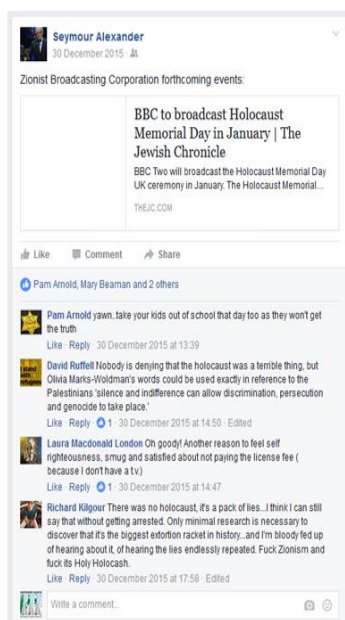 Seymour Alexander
30 December 2015
Zionist Broadcasting Corporation forthcoming events:
BBC to broadcast Holocaust
Memorial Day in January | The
Jewish Chronicle
BBC Two will broadcast the Holocaust Memorial Day
UK ceremony in January. The Holocaust Memorial...
THEJC.COM
Like Comment Share
Pam Arnold, Mary Beaman and 2 others
Pam Arnold yawn..take your kids out of school that day too as they won't get
the truth
Like · Reply · 30 December 2015 at 13:39
David Ruffell Nobody is denying that the holocaust was a terrible thing, but
Olivia Marks-Woldman's words could be used exactly in reference to the
Palestinians 'silence and indifference can allow discrimination, persecution
and genocide to take place.'
Like · Reply · 1 · 30 December 2015 at 14:50 · Edited
Laura Macdonald London Oh goody! Another reason to feel self
righteousness, smug and satisfied about not paying the license fee (
because I don't have a t.v.)
Like · Reply · 1 · 30 December 2015 at 14:47
Richard Kilgour There was no holocaust, it's a pack of lies...I think I can still
say that without getting arrested. Only minimal research is necessary to
discover that it's the biggest extortion racket in history...and I'm bloody fed up
of hearing about it, of hearing the lies endlessly repeated. Fuck Zionism and
fuck its Holy Holocash.
Like · Reply · 30 December 2015 at 17:58 · Edited
Write a comment...